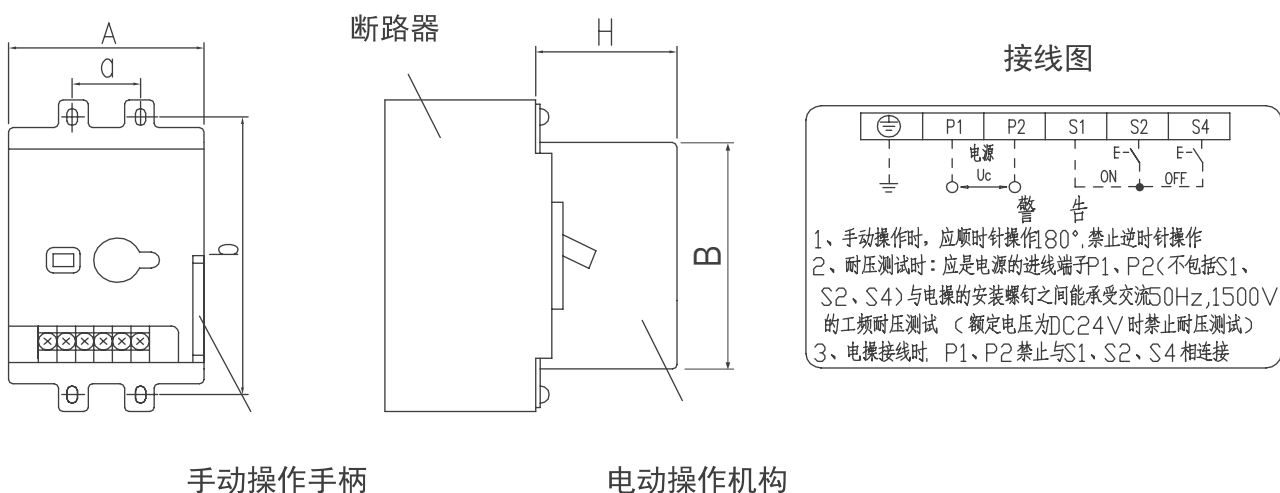 A
a
b
断路器
H
B
手动操作手柄
电动操作机构
接线图
P1 P2 S1 S2 S4
电源
Uc
E
E
ON
OFF
警 告
1、手动操作时，应顺时针操作180°,禁止逆时针操作
2、耐压测试时：应是电源的进线端子P1、P2(不包括S1、
S2、S4)与电操的安装螺钉之间能承受交流50Hz,1500V
的工频耐压测试 （额定电压为DC24V时禁止耐压测试）
3、电操接线时，P1、P2禁止与S1、S2、S4相连接